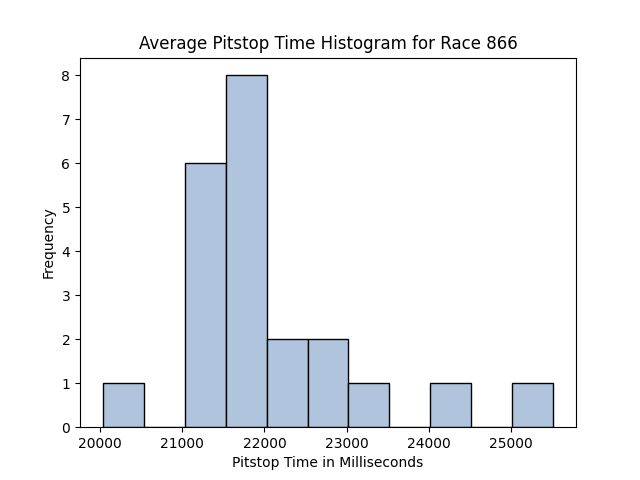 Average Pitstop Time Histogram for Race 866
8
7
6
5
4
3
2
1
0
Frequency
20000 21000 22000 23000 24000 25000
Pitstop Time in Milliseconds